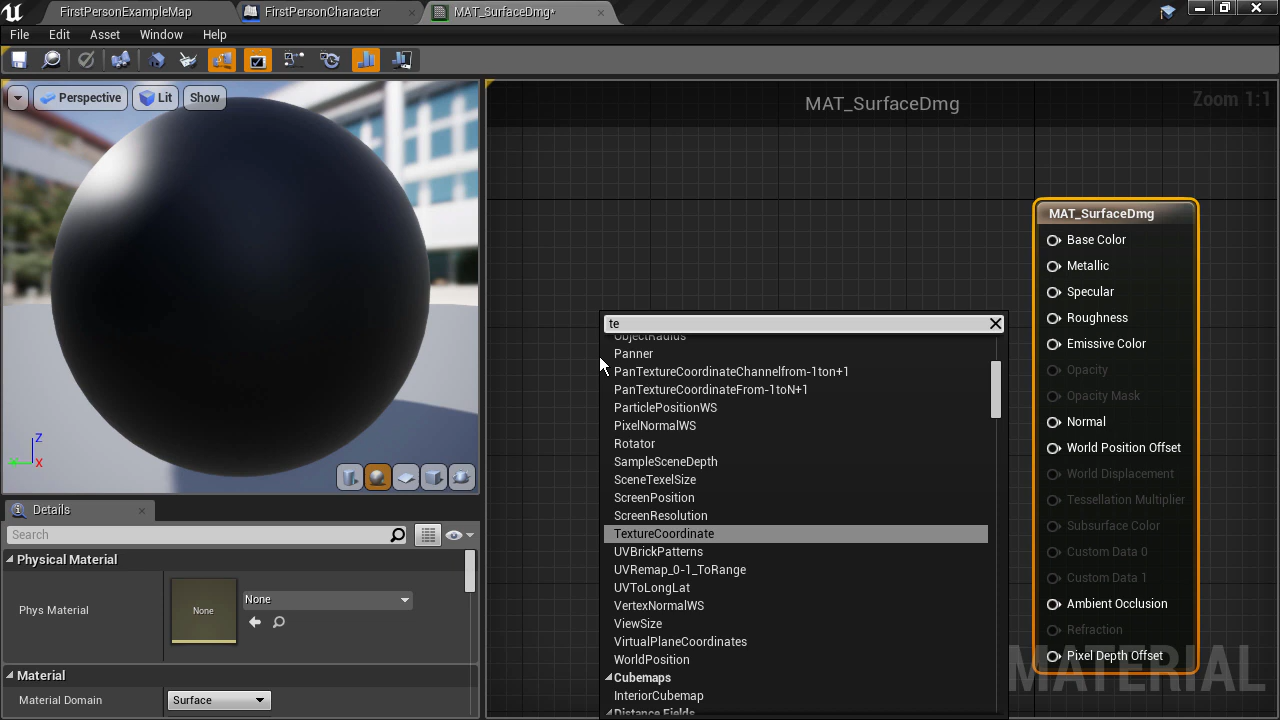 FirstPersonExampleMap
FirstPersonCharacter
MAT_SurfaceDmg*
File Edit Asset Window Help
Perspective Lit Show
MAT_SurfaceDmg
Zoom 1:1
Z
X
Details
Search
Physical Material
Phys Material
None
None
Material
Material Domain
Surface
te
ObjectRadius
Panner
PanTextureCoordinateChannelfrom-1ton+1
PanTextureCoordinateFrom-1toN+1
ParticlePositionWS
PixelNormalWS
Rotator
SampleSceneDepth
SceneTexelSize
ScreenPosition
ScreenResolution
TextureCoordinate
UVBrickPatterns
UVRemap_0-1_ToRange
UVToLongLat
VertexNormalWS
ViewSize
VirtualPlaneCoordinates
WorldPosition
Cubemaps
InteriorCubemap
Distance Fields
MAT_SurfaceDmg
Base Color
Metallic
Specular
Roughness
Emissive Color
Opacity
Opacity Mask
Normal
World Position Offset
World Displacement
Tessellation Multiplier
Subsurface Color
Custom Data 0
Custom Data 1
Ambient Occlusion
Refraction
Pixel Depth Offset
MATERIAL